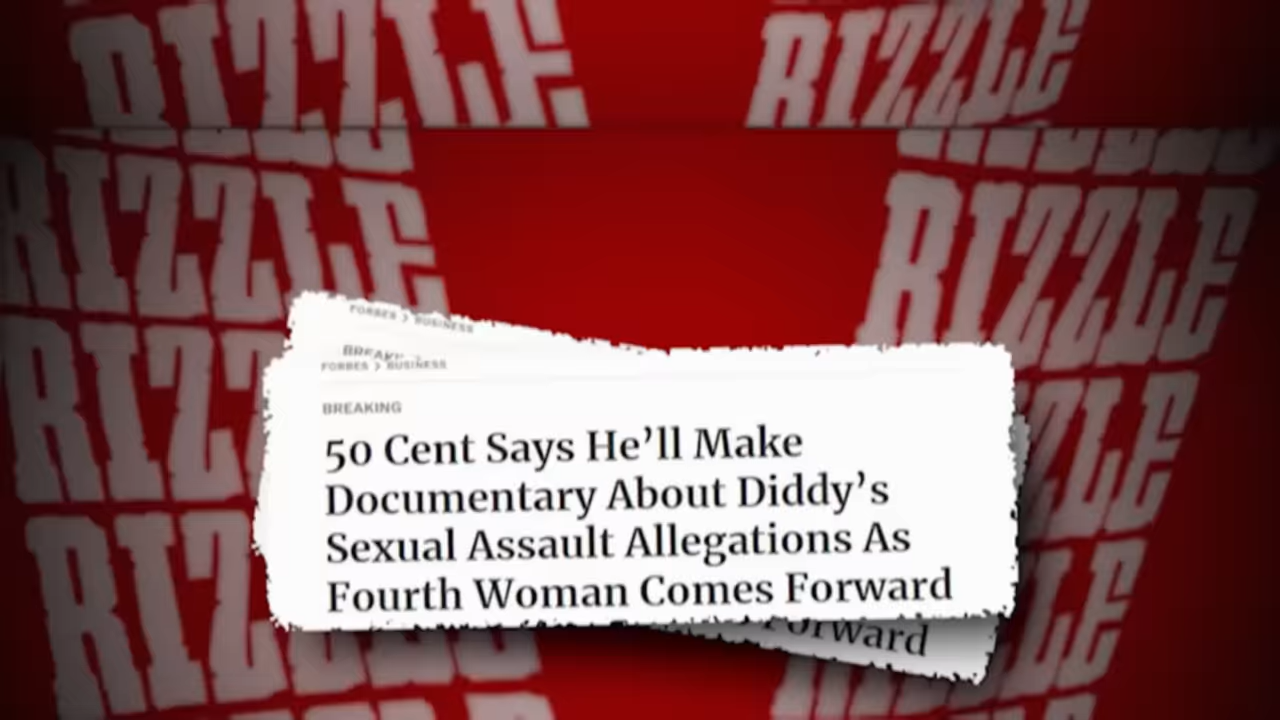 RIZZLE
RIZZLE
RIZZLE
RIZZLE
FORBES > BUSINESS
FORBES > BUSINESS
BREAKING
50 Cent Says He’ll Make
Documentary About Diddy’s
Sexual Assault Allegations As
Fourth Woman Comes Forward
Forward